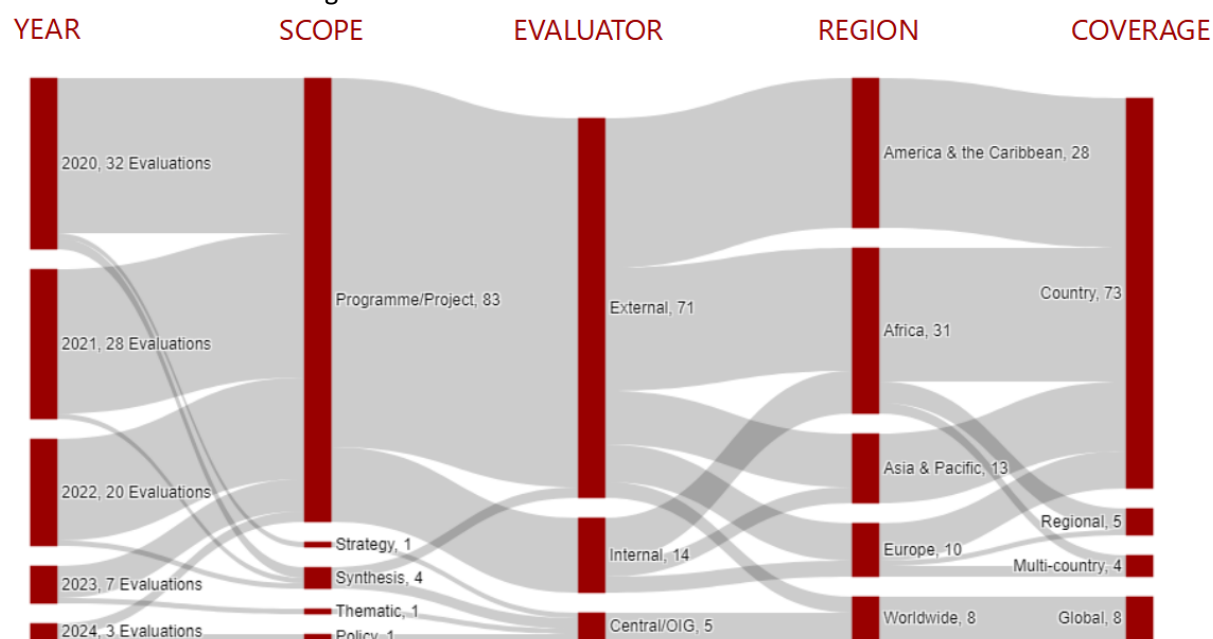 YEAR SCOPE EVALUATOR REGION COVERAGE
2020, 32 Evaluations
2021, 28 Evaluations
2022, 20 Evaluations
2023, 7 Evaluations
2024, 3 Evaluations
Programme/Project, 83
Strategy, 1
Synthesis, 4
Thematic, 1
Policy, 1
External, 71
Internal, 14
Central/OIG, 5
America & the Caribbean, 28
Africa, 31
Asia & Pacific, 13
Europe, 10
Worldwide, 8
Country, 73
Regional, 5
Multi-country, 4
Global, 8